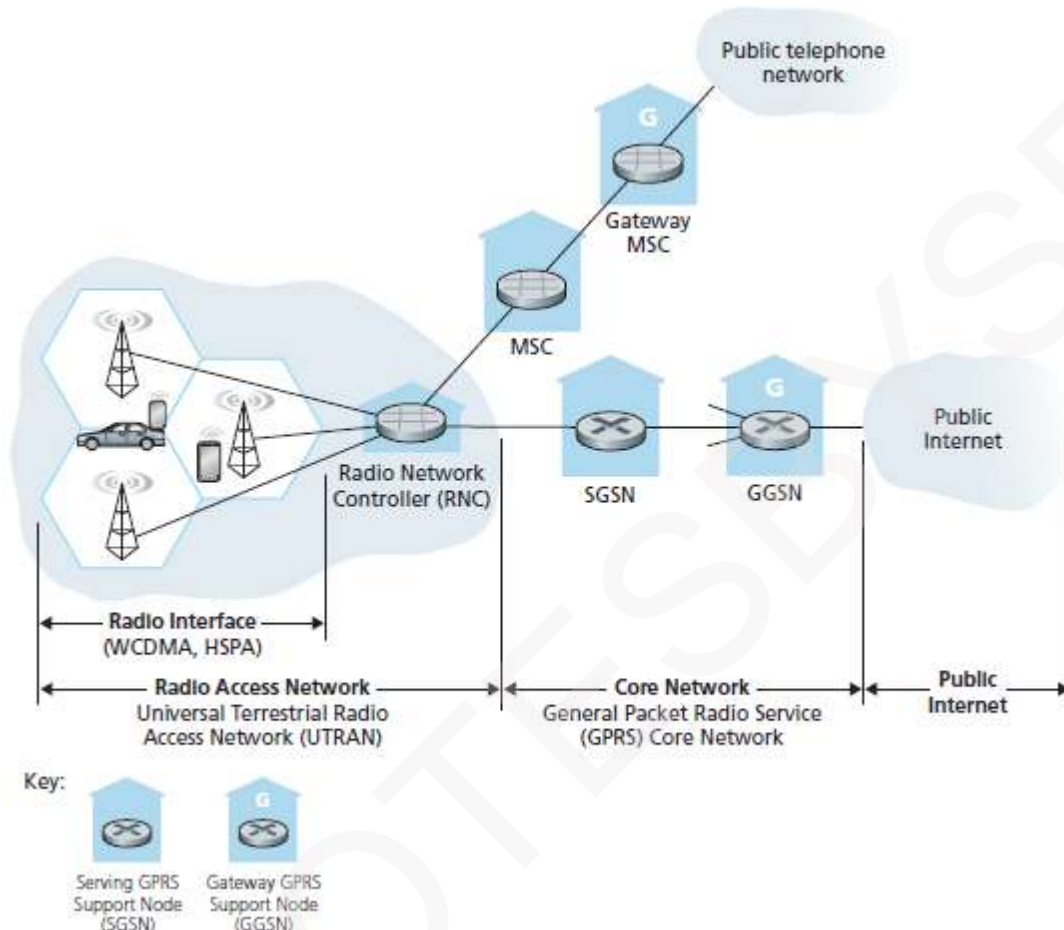 Public telephone
network
G
Gateway
MSC
MSC
G
Public
Internet
Radio Network
Controller (RNC)
SGSN
GGSN
Radio Interface
(WCDMA, HSPA)
Radio Access Network
Universal Terrestrial Radio
Access Network (UTRAN)
Core Network
General Packet Radio Service
(GPRS) Core Network
Public
Internet
Key:
G
Serving GPRS
Support Node
(SGSN)
Gateway GPRS
Support Node
(GGSN)